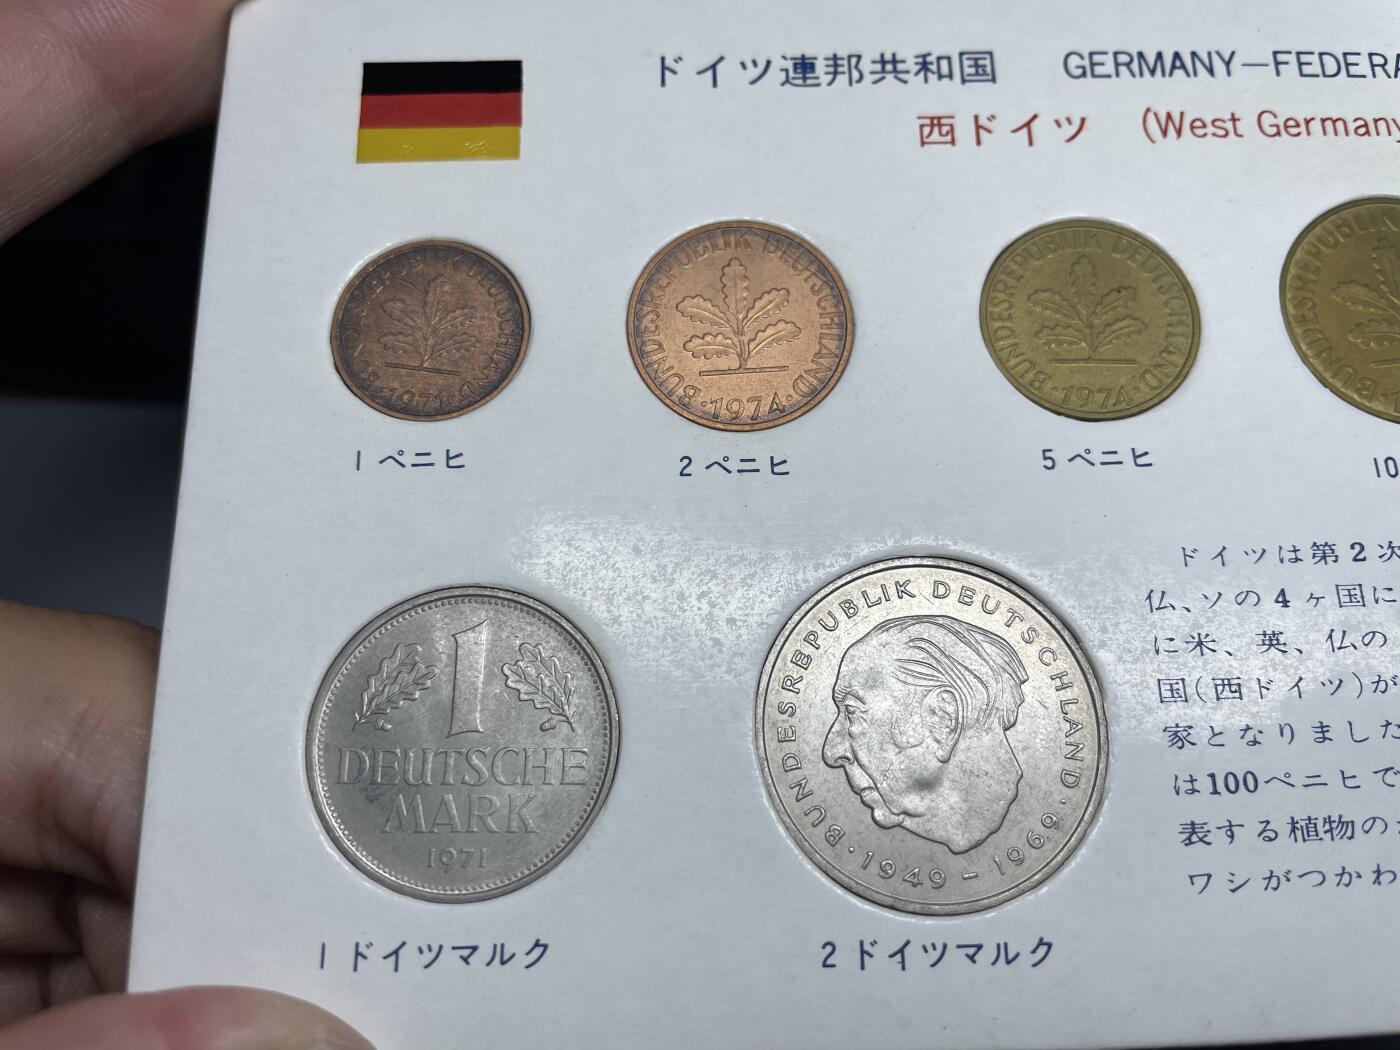 ドイツ連邦共和国 GERMANY-FEDERA
西ドイツ (West Germany
BUNDESREPUBLIK DEUTSCHLAND
·1971·
BUNDESREPUBLIK DEUTSCHLAND
·1974·
BUNDESREPUBLIK DEUTSCHLAND
·1974·
BUNDESREPUBLIK
1 ペニヒ
2 ペニヒ
5 ペニヒ
10
1
DEUTSCHE
MARK
1971
BUNDESREPUBLIK DEUTSCHLAND
·1949-1969·
1 ドイツマルク
2 ドイツマルク
ドイツは第2次
仏、ソの4ヶ国に
に米、英、仏の
国(西ドイツ)が
家となりました
は100ペニヒで
表する植物の
ワシがつかわ